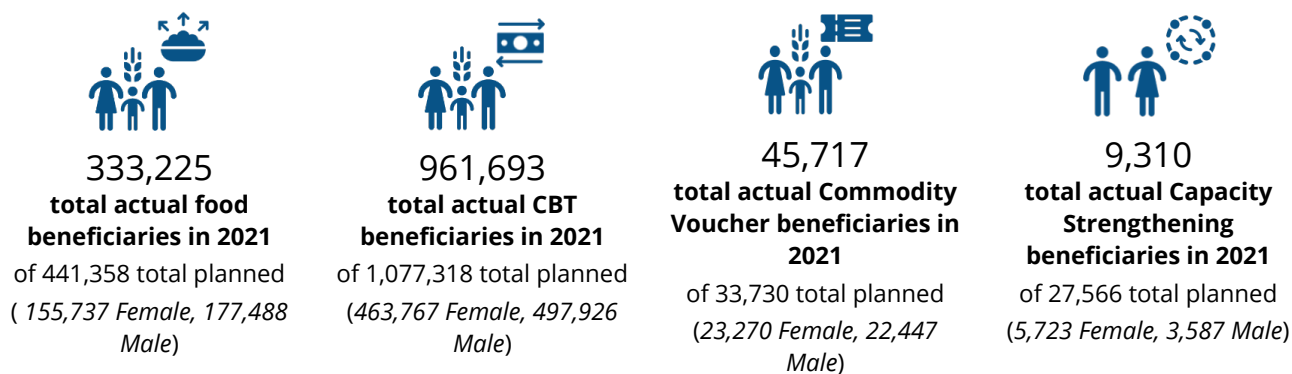 333,225
total actual food
beneficiaries in 2021
of 441,358 total planned
( 155,737 Female, 177,488
Male)
961,693
total actual CBT
beneficiaries in 2021
of 1,077,318 total planned
(463,767 Female, 497,926
Male)
45,717
total actual Commodity
Voucher beneficiaries in
2021
of 33,730 total planned
(23,270 Female, 22,447
Male)
9,310
total actual Capacity
Strengthening
beneficiaries in 2021
of 27,566 total planned
(5,723 Female, 3,587 Male)